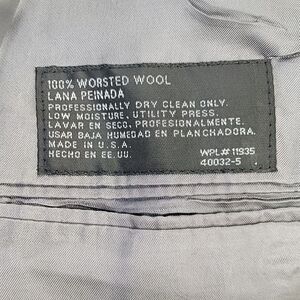 100% WORSTED WOOL
LANA PEINADA
PROFESSIONALLY DRY CLEAN ONLY.
LOW MOISTURE, UTILITY PRESS.
LAVAR EN SECO, PROFESIONALMENTE.
USAR BAJA HUMEDAD EN PLANCHADORA.
MADE IN U.S.A.
HECHO EN EE.UU.
WPL# 11935
40032-5